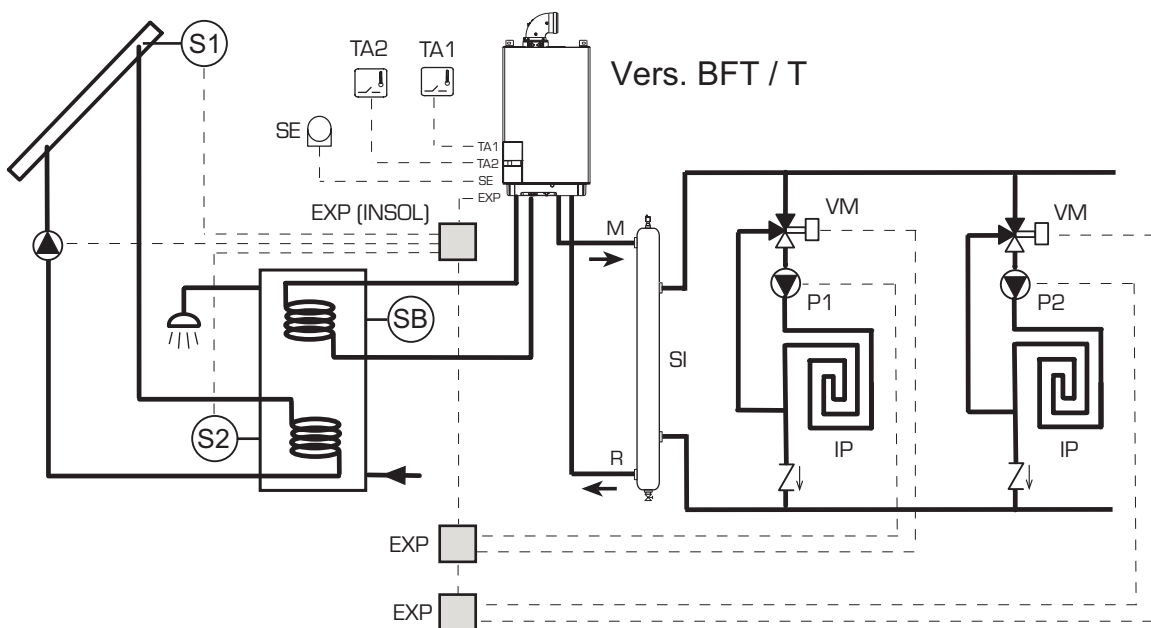 S1
TA2
TA1
Vers. BFT / T
SE
TA1
TA2
SE
EXP
EXP (INSOL)
M
VM
VM
P1
P2
SB
SI
S2
IP
IP
R
EXP
EXP